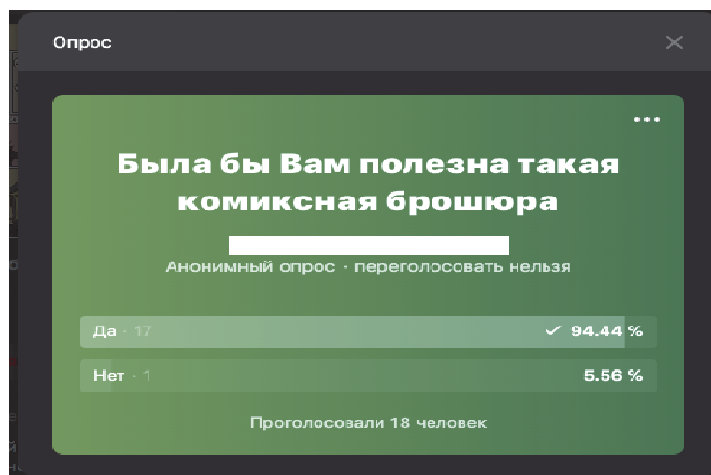 Опрос
Была бы Вам полезна такая
комиксная брошюра
Анонимный опрос · переголосовать нельзя
Да · 17 94.44 %
Нет · 1 5.56 %
Проголосовали 18 человек